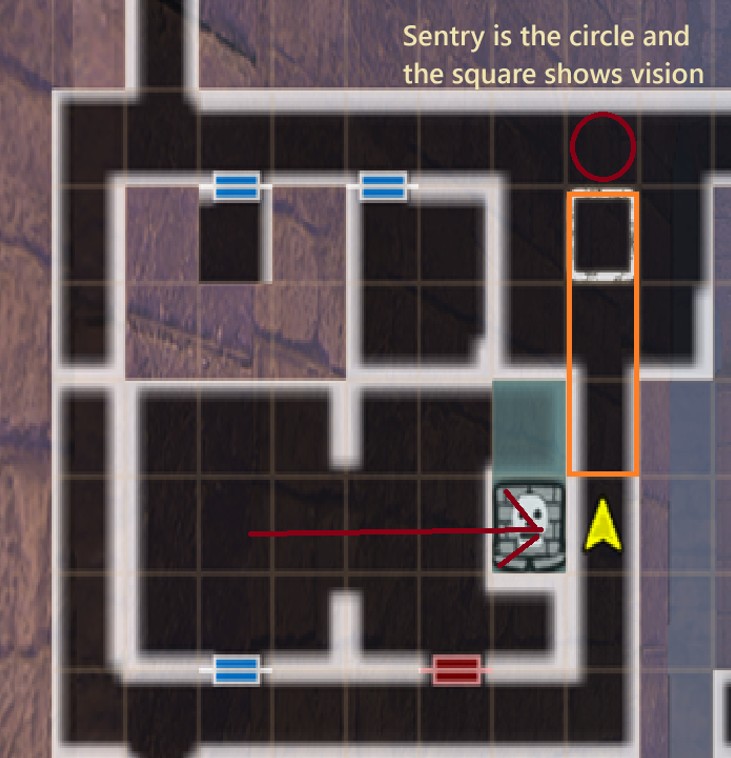 Sentry is the circle and
the square shows vision